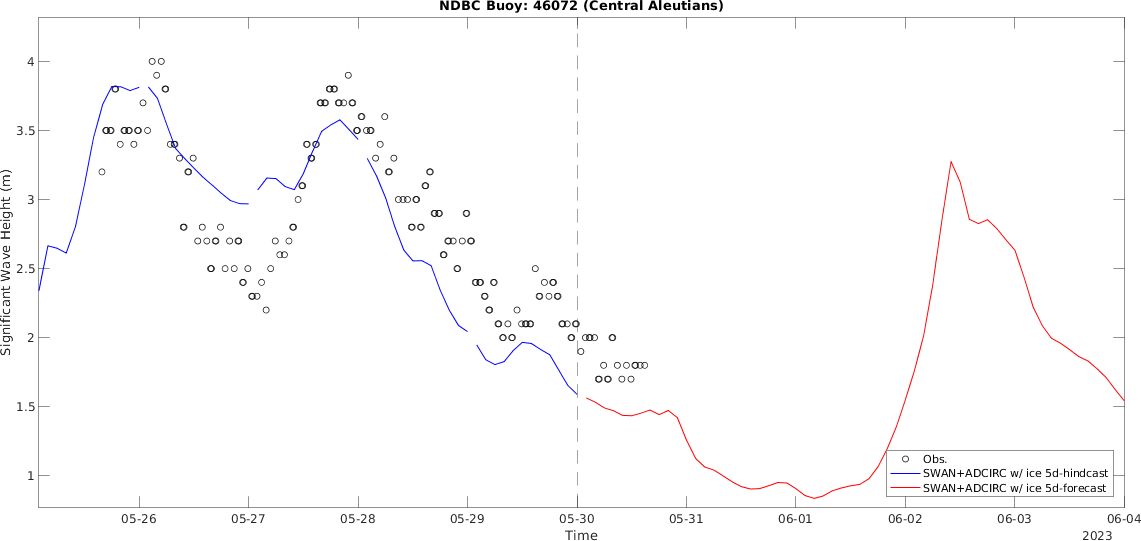 NDBC Buoy: 46072 (Central Aleutians)
Significant Wave Height (m)
4
3.5
3
2.5
2
1.5
1
Obs.
SWAN+ADCIRC w/ ice 5d-hindcast
SWAN+ADCIRC w/ ice 5d-forecast
05-26 05-27 05-28 05-29 05-30 05-31 06-01 06-02 06-03 06-04
Time
2023